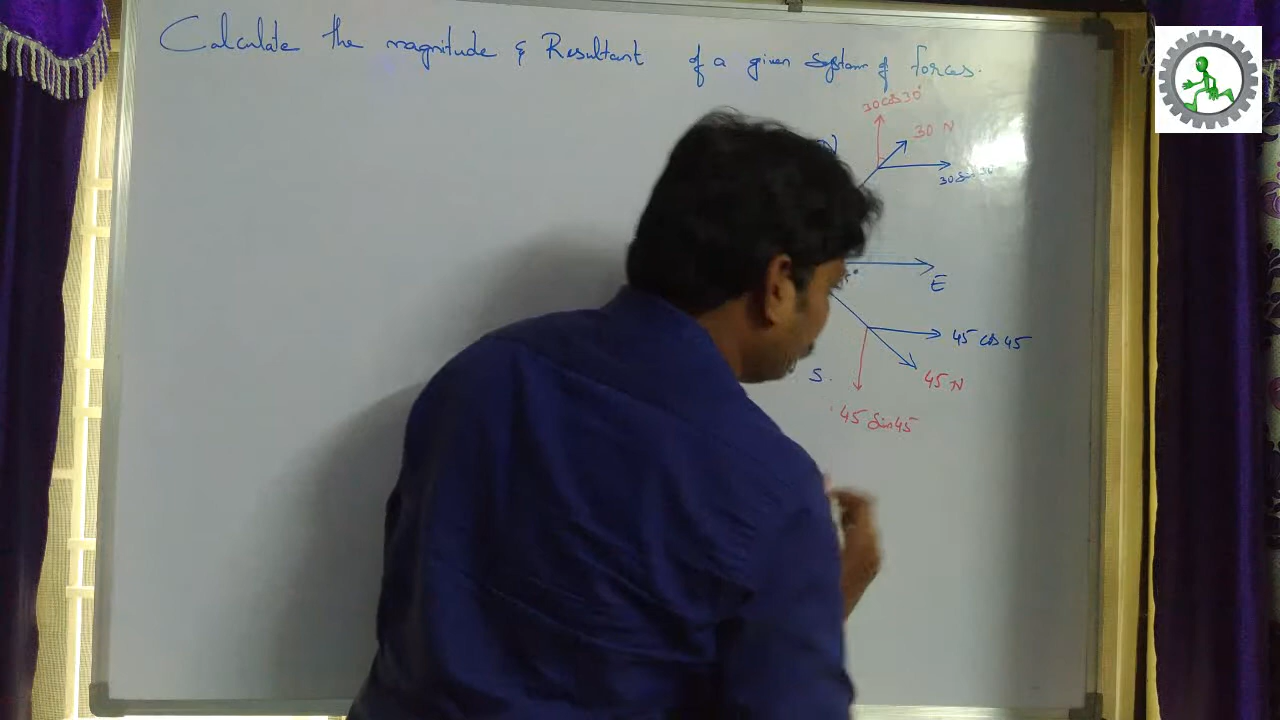 Calculate the magnitude & Resultant of a given System of forces.
30 cos 30°
30 N
N
30 Sin 30°
E
45 cos 45
S.
45 N
45 Sin 45